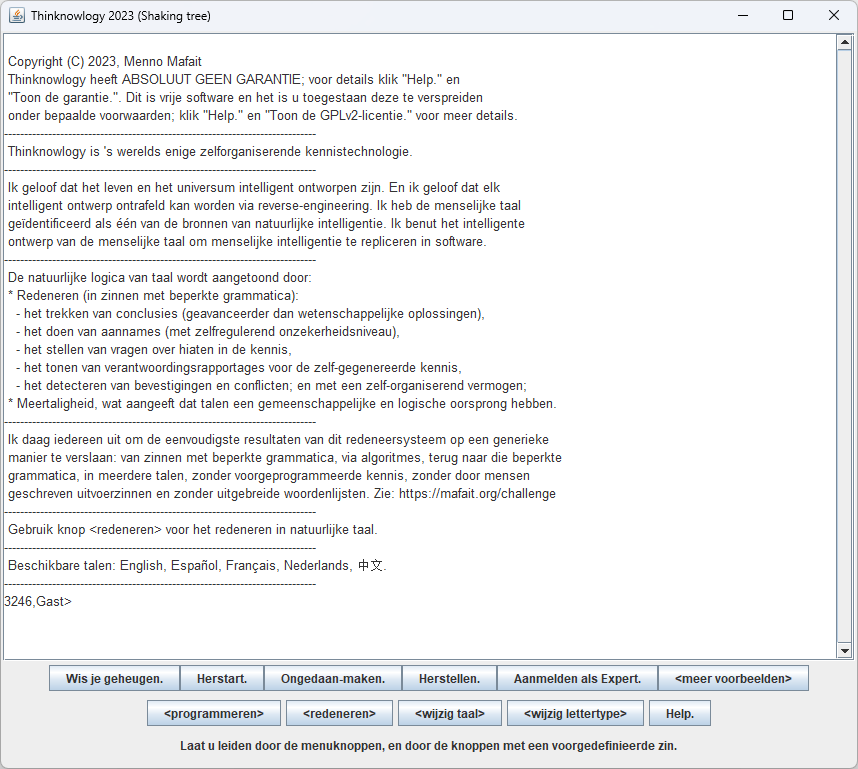 Thinknowlogy 2023 (Shaking tree)
Copyright (C) 2023, Menno Mafait
Thinknowlogy heeft ABSOLUUT GEEN GARANTIE; voor details klik "Help." en
"Toon de garantie.". Dit is vrije software en het is u toegestaan deze te verspreiden
onder bepaalde voorwaarden; klik "Help." en "Toon de GPLv2-licentie." voor meer details.
------------------------------------------------------------------------------
Thinknowlogy is 's werelds enige zelforganiserende kennistechnologie.
------------------------------------------------------------------------------
Ik geloof dat het leven en het universum intelligent ontworpen zijn. En ik geloof dat elk
intelligent ontwerp ontrafeld kan worden via reverse-engineering. Ik heb de menselijke taal
geïdentificeerd als één van de bronnen van natuurlijke intelligentie. Ik benut het intelligente
ontwerp van de menselijke taal om menselijke intelligentie te repliceren in software.
------------------------------------------------------------------------------
De natuurlijke logica van taal wordt aangetoond door:
* Redeneren (in zinnen met beperkte grammatica):
- het trekken van conclusies (geavanceerder dan wetenschappelijke oplossingen),
- het doen van aannames (met zelfregulerend onzekerheidsniveau),
- het stellen van vragen over hiaten in de kennis,
- het tonen van verantwoordingsrapportages voor de zelf-gegenereerde kennis,
- het detecteren van bevestigingen en conflicten; en met een zelf-organiserend vermogen;
* Meertaligheid, wat aangeeft dat talen een gemeenschappelijke en logische oorsprong hebben.
------------------------------------------------------------------------------
Ik daag iedereen uit om de eenvoudigste resultaten van dit redeneersysteem op een generieke
manier te verslaan: van zinnen met beperkte grammatica, via algoritmes, terug naar die beperkte
grammatica, in meerdere talen, zonder voorgeprogrammeerde kennis, zonder door mensen
geschreven uitvoerzinnen en zonder uitgebreide woordenlijsten. Zie: https://mafait.org/challenge
------------------------------------------------------------------------------
Gebruik knop <redeneren> voor het redeneren in natuurlijke taal.
------------------------------------------------------------------------------
Beschikbare talen: English, Español, Français, Nederlands, 中文.
------------------------------------------------------------------------------
3246,Gast>
Wis je geheugen. Herstart. Ongedaan-maken. Herstellen. Aanmelden als Expert. <meer voorbeelden>
<programmeren> <redeneren> <wijzig taal> <wijzig lettertype> Help.
Laat u leiden door de menuknoppen, en door de knoppen met een voorgedefinieerde zin.